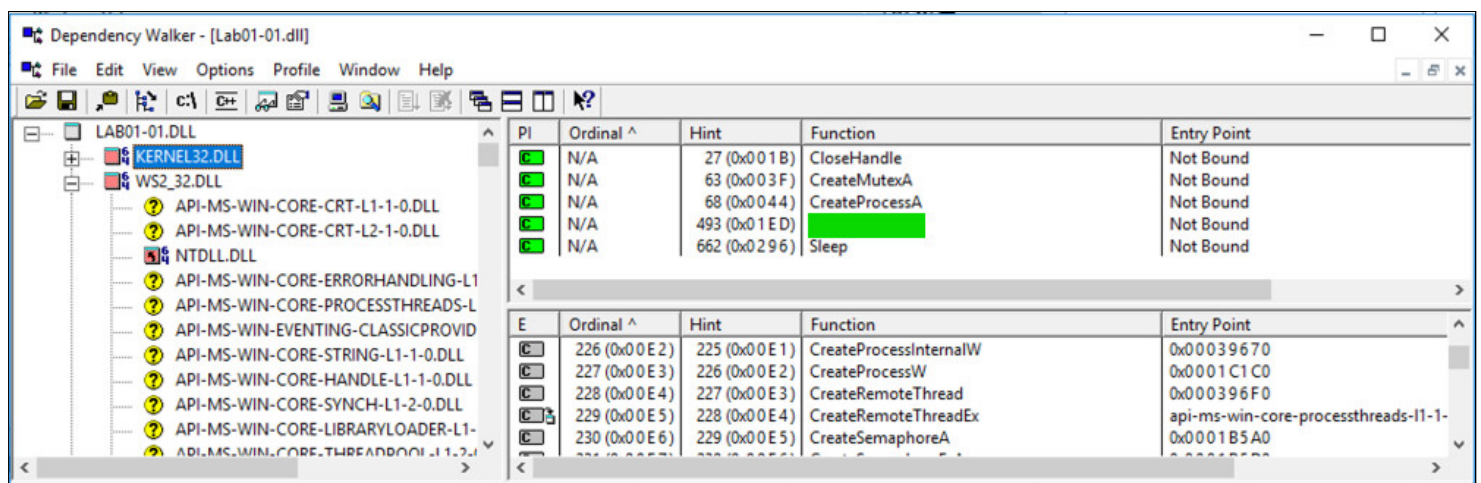 Dependency Walker - [Lab01-01.dll]
File Edit View Options Profile Window Help
C:\ C++
LAB01-01.DLL
KERNEL32.DLL
WS2_32.DLL
API-MS-WIN-CORE-CRT-L1-1-0.DLL
API-MS-WIN-CORE-CRT-L2-1-0.DLL
NTDLL.DLL
API-MS-WIN-CORE-ERRORHANDLING-L1
API-MS-WIN-CORE-PROCESSTHREADS-L
API-MS-WIN-EVENTING-CLASSICPROVID
API-MS-WIN-CORE-STRING-L1-1-0.DLL
API-MS-WIN-CORE-HANDLE-L1-1-0.DLL
API-MS-WIN-CORE-SYNCH-L1-2-0.DLL
API-MS-WIN-CORE-LIBRARYLOADER-L1-
API-MS-WIN-CORE-THREADPOOL-L1-2-
PI Ordinal ^ Hint Function Entry Point
C N/A 27 (0x001B) CloseHandle Not Bound
C N/A 63 (0x003F) CreateMutexA Not Bound
C N/A 68 (0x0044) CreateProcessA Not Bound
C N/A 493 (0x01ED) Not Bound
C N/A 662 (0x0296) Sleep Not Bound
E Ordinal ^ Hint Function Entry Point
C 226 (0x00E2) 225 (0x00E1) CreateProcessInternalW 0x00039670
C 227 (0x00E3) 226 (0x00E2) CreateProcessW 0x0001C1C0
C 228 (0x00E4) 227 (0x00E3) CreateRemoteThread 0x000396F0
C 229 (0x00E5) 228 (0x00E4) CreateRemoteThreadEx api-ms-win-core-processthreads-l1-1-
C 230 (0x00E6) 229 (0x00E5) CreateSemaphoreA 0x0001B5A0